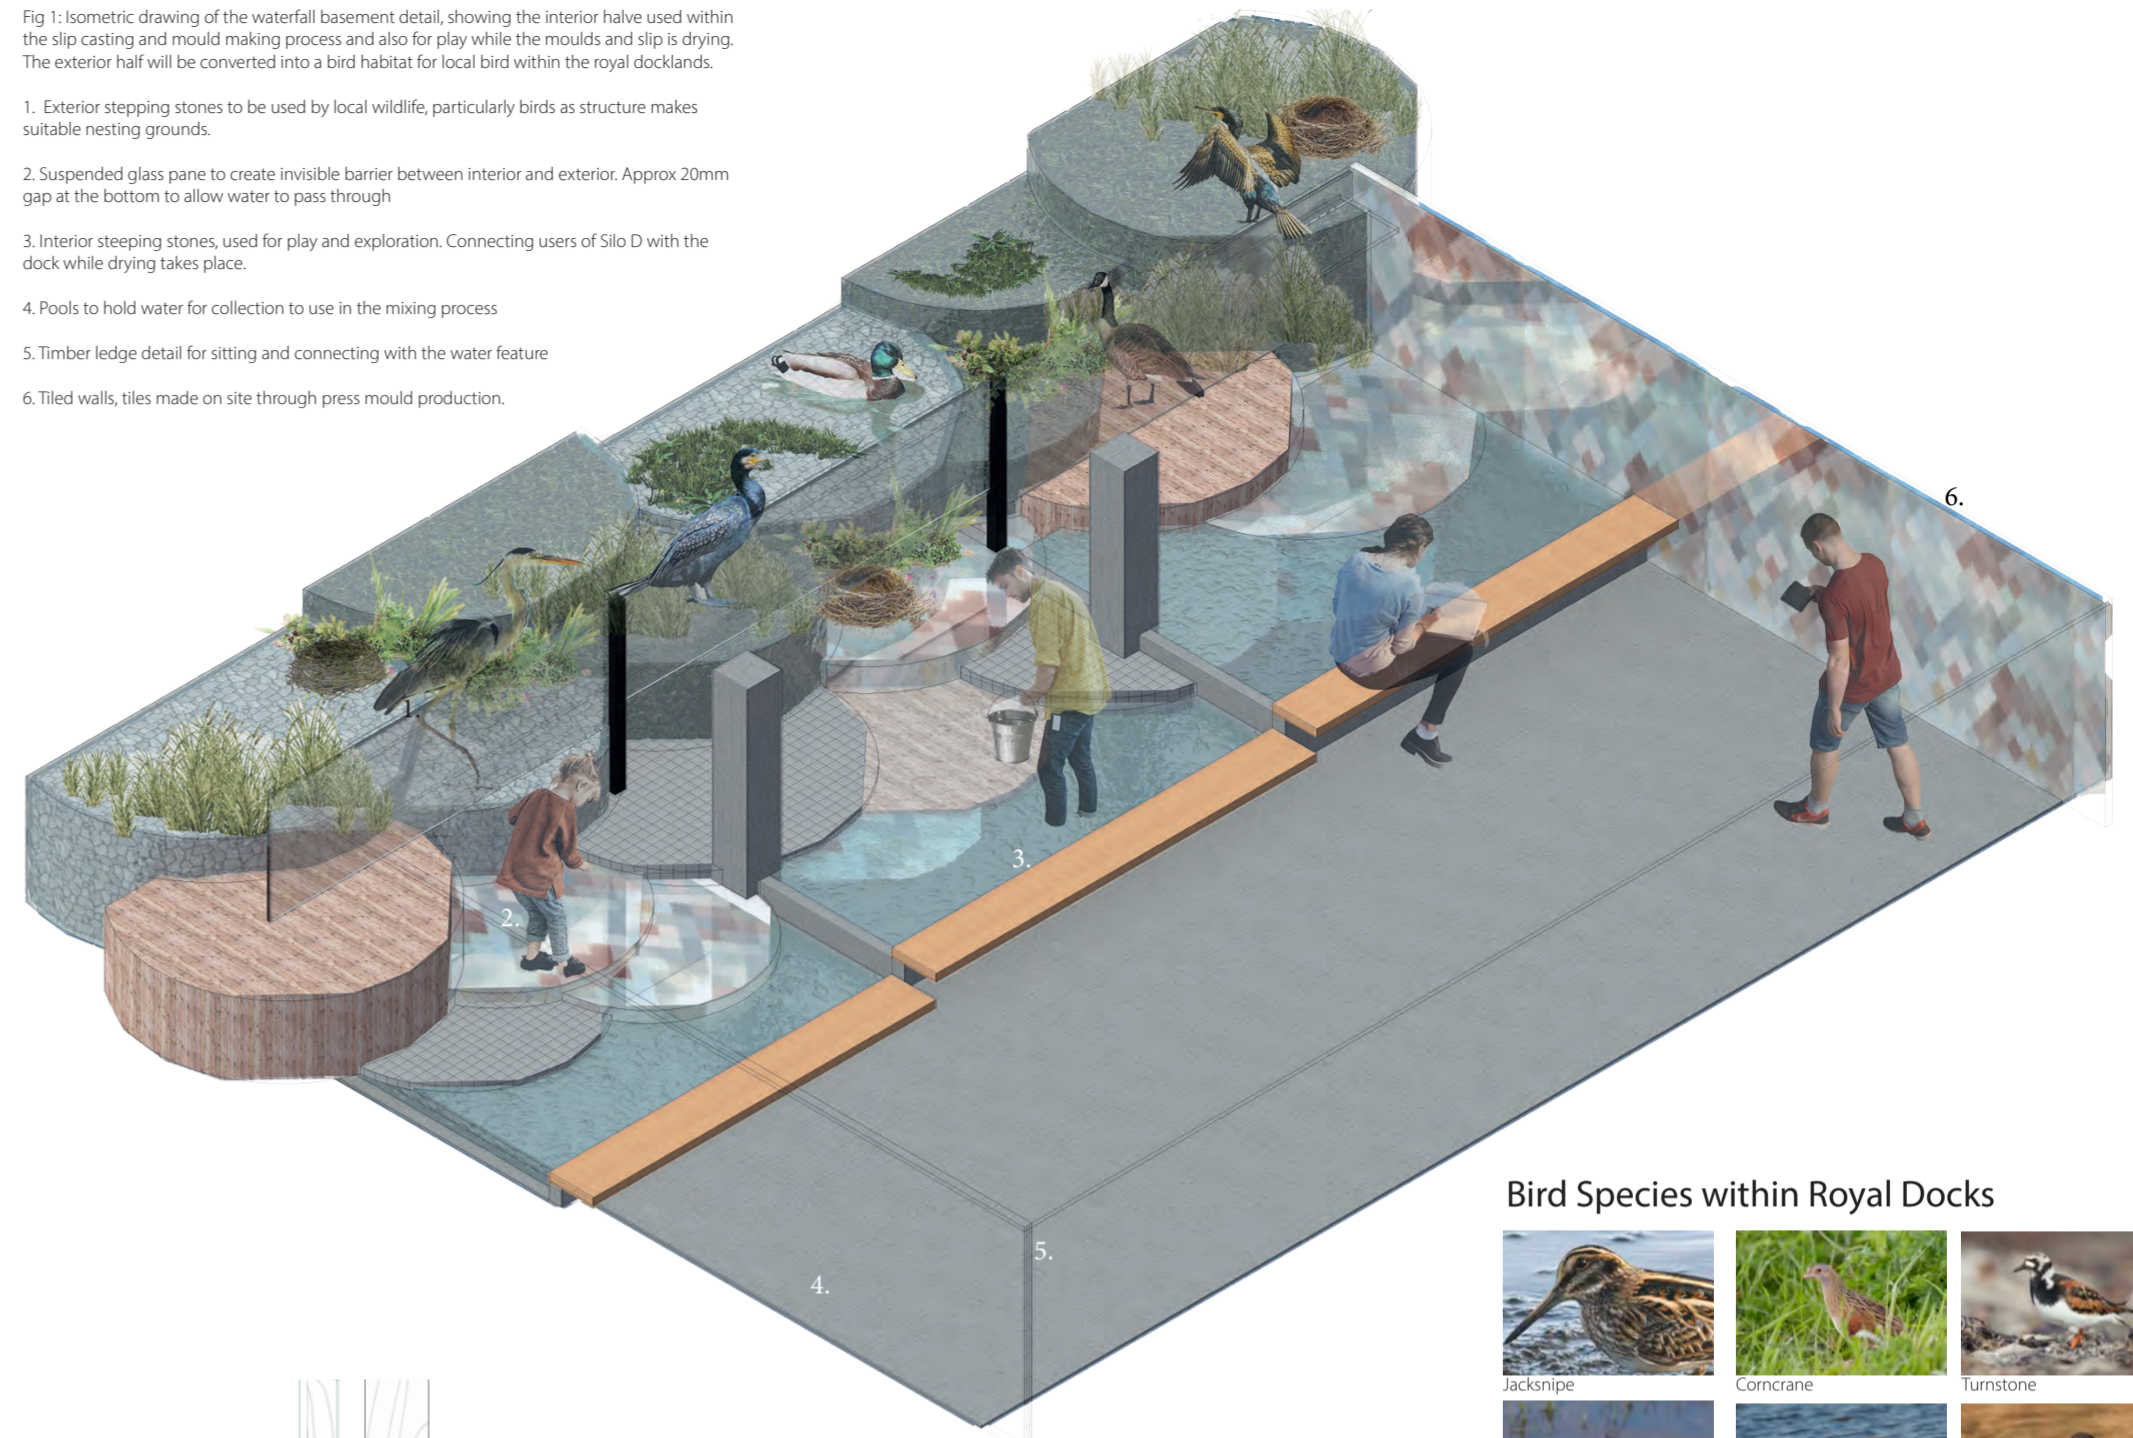 Fig 1: Isometric drawing of the waterfall basement detail, showing the interior halve used within
the slip casting and mould making process and also for play while the moulds and slip is drying.
The exterior half will be converted into a bird habitat for local bird within the royal docklands.
1. Exterior stepping stones to be used by local wildlife, particularly birds as structure makes
suitable nesting grounds.
2. Suspended glass pane to create invisible barrier between interior and exterior. Approx 20mm
gap at the bottom to allow water to pass through
3. Interior steeping stones, used for play and exploration. Connecting users of Silo D with the
dock while drying takes place.
4. Pools to hold water for collection to use in the mixing process
5. Timber ledge detail for sitting and connecting with the water feature
6. Tiled walls, tiles made on site through press mould production.
6.
1.
3.
2.
5.
4.
Bird Species within Royal Docks
Jacksnipe
Corncrane
Turnstone